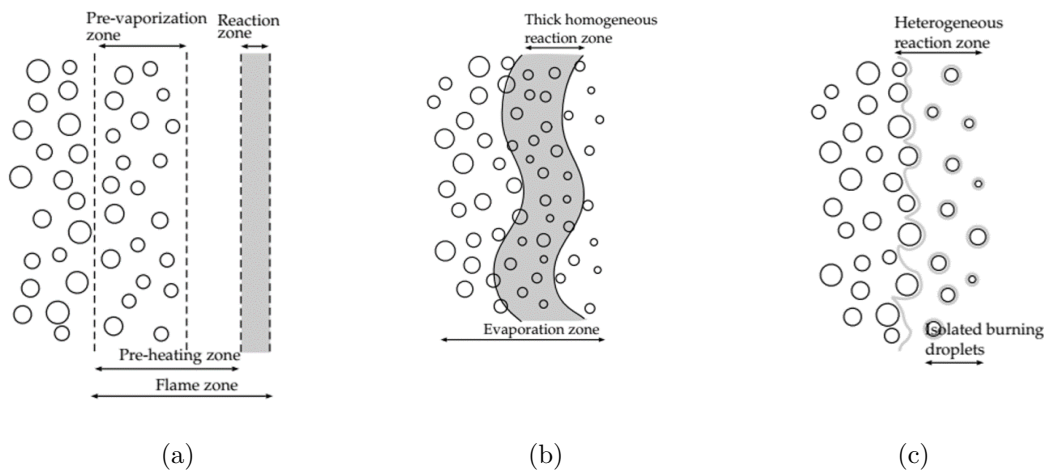 Pre-vaporization
zone
Reaction
zone
Pre-heating zone
Flame zone
(a)
Thick homogeneous
reaction zone
Evaporation zone
(b)
Heterogeneous
reaction zone
Isolated burning
droplets
(c)